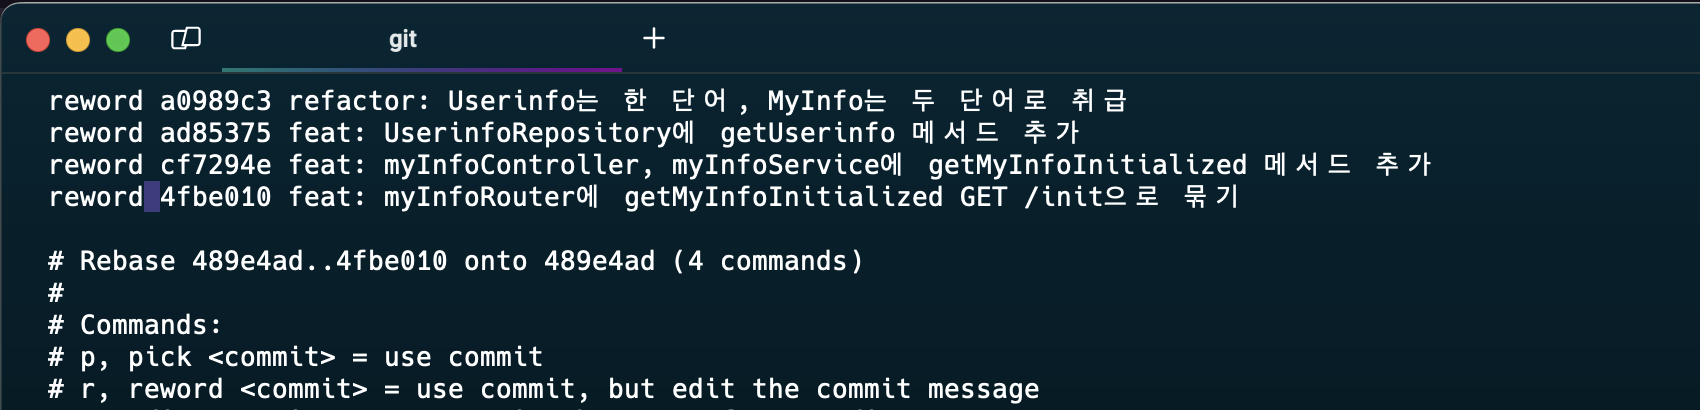 git
reword a0989c3 refactor: Userinfo는 한 단어, MyInfo는 두 단어로 취급
reword ad85375 feat: UserinfoRepository에 getUserinfo 메서드 추가
reword cf7294e feat: myInfoController, myInfoService에 getMyInfoInitialized 메서드 추가
reword 4fbe010 feat: myInfoRouter에 getMyInfoInitialized GET /init으로 묶기
# Rebase 489e4ad..4fbe010 onto 489e4ad (4 commands)
#
# Commands:
# p, pick <commit> = use commit
# r, reword <commit> = use commit, but edit the commit message